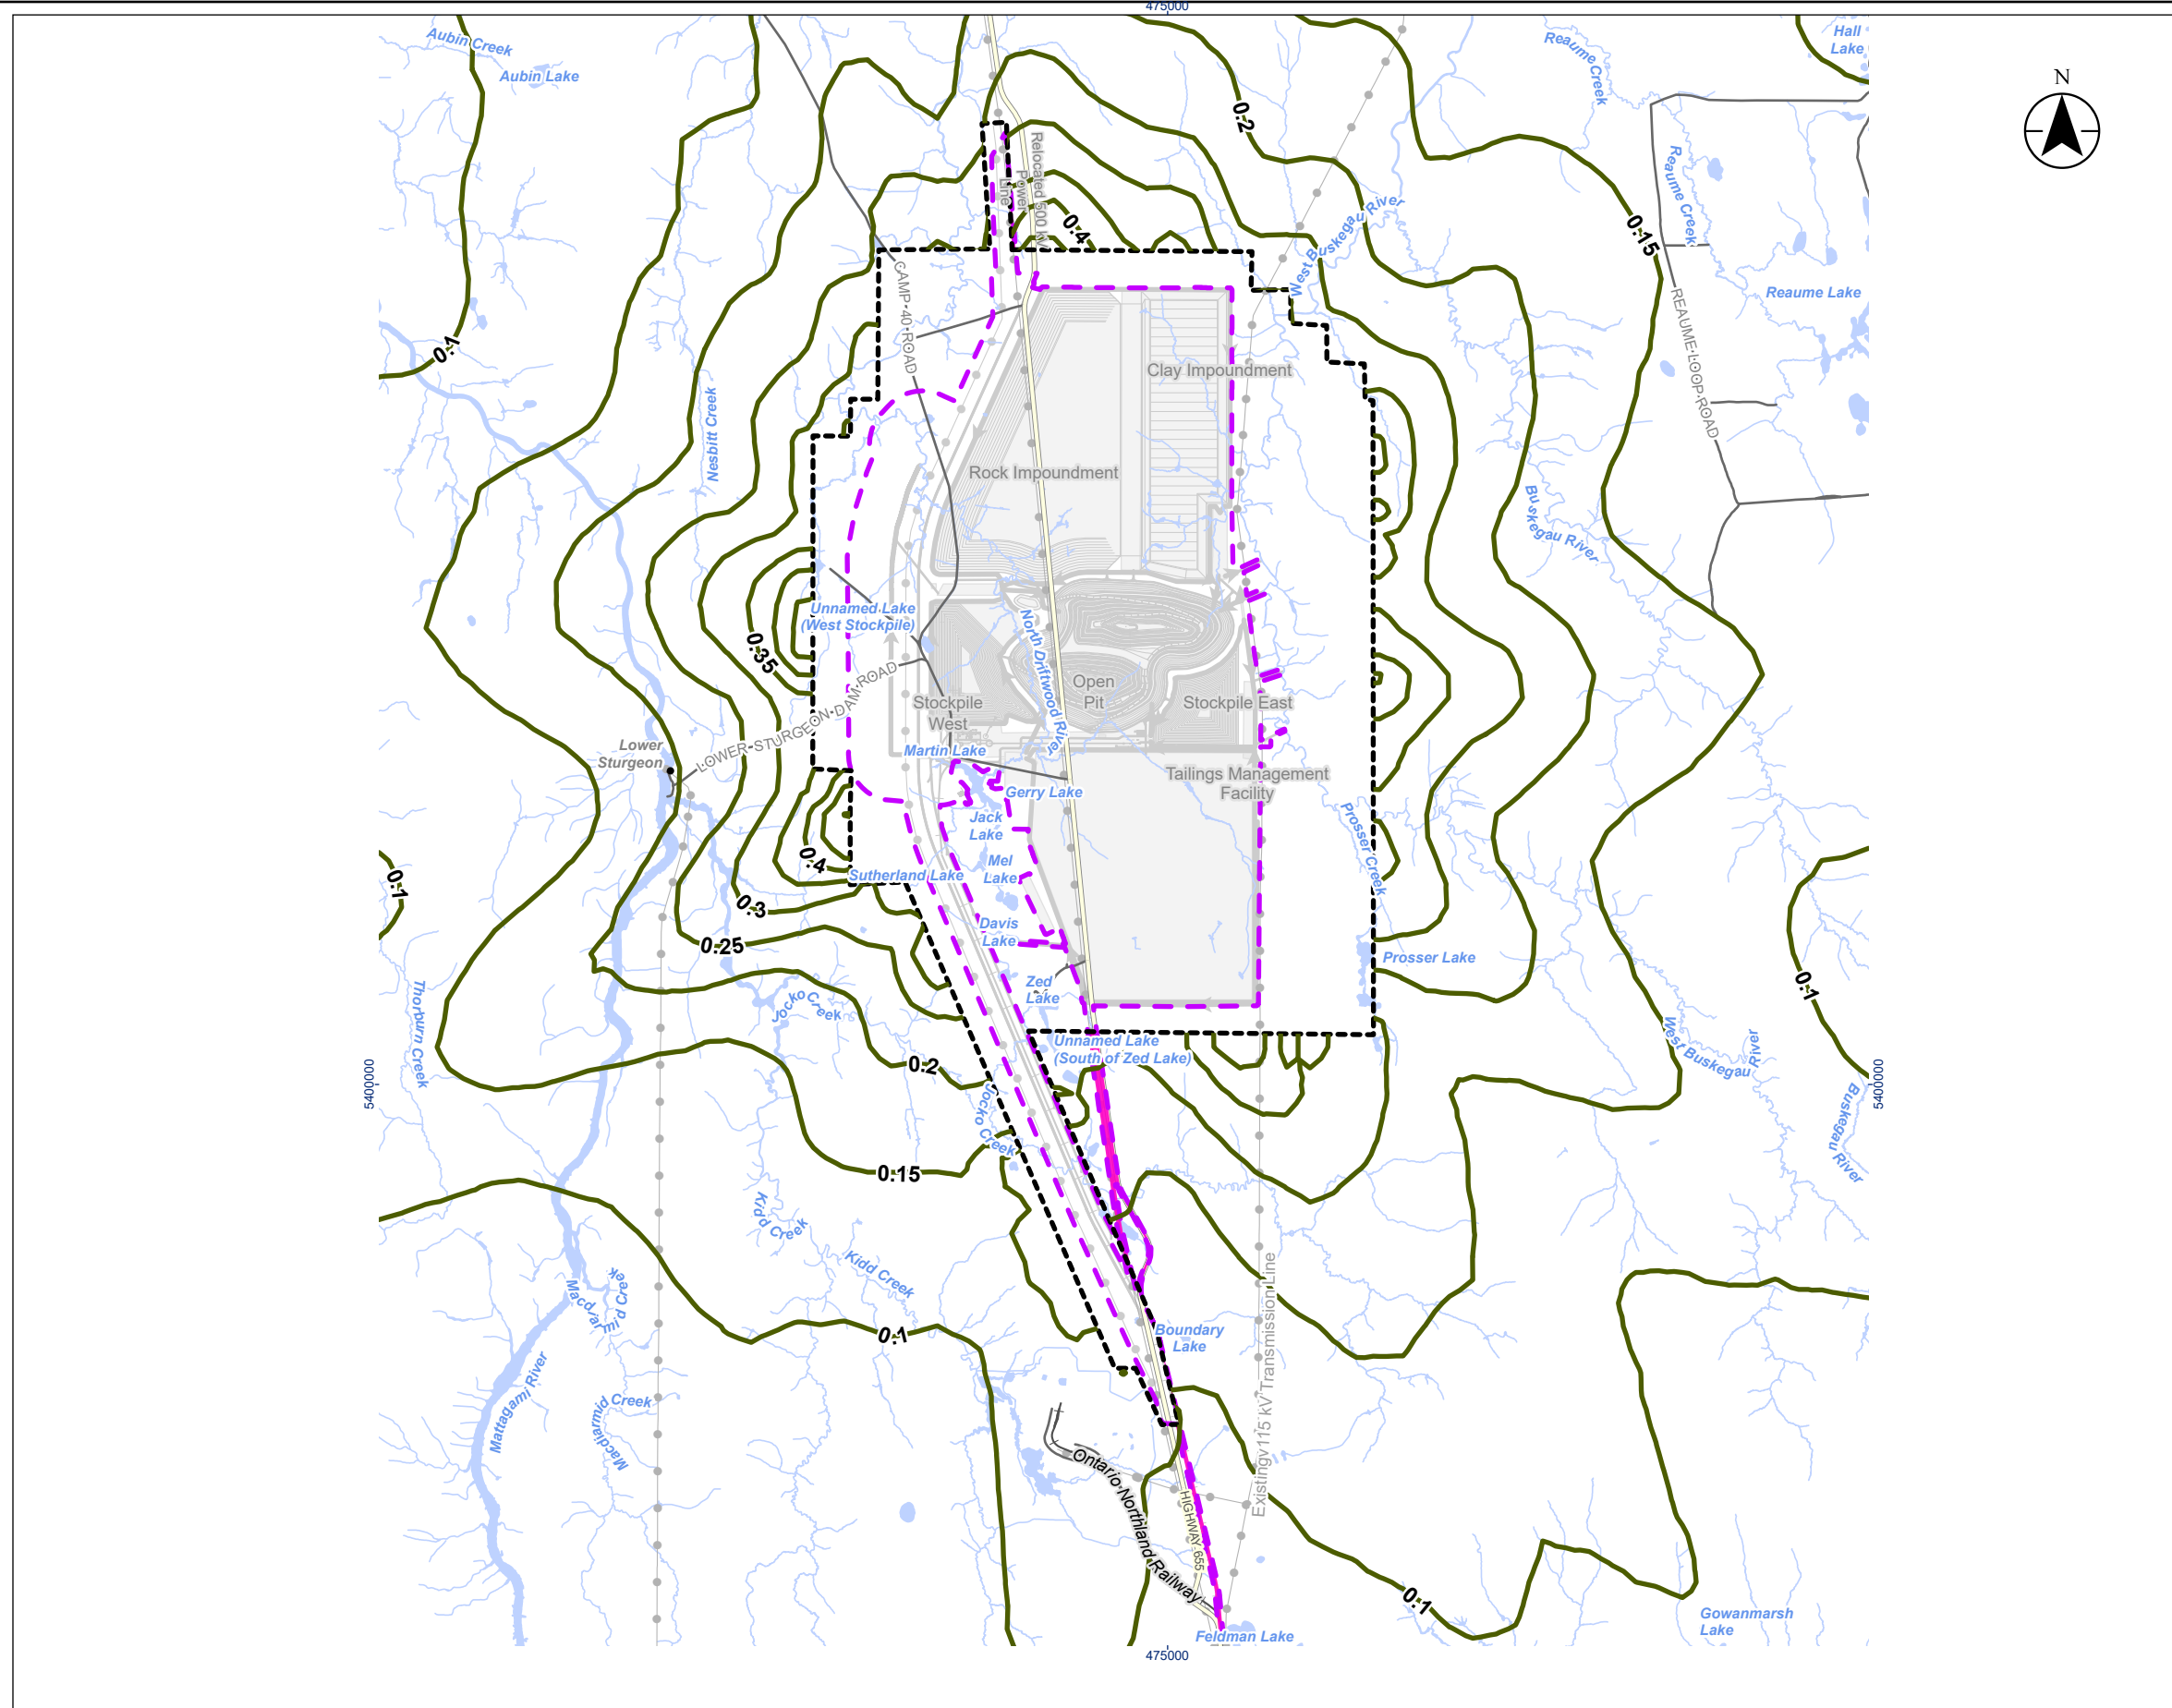 475000
N
Aubin Creek
Aubin Lake
Reaume Creek
Hall
Lake
0.2
Relocated 500 kV
Power
Line
Reaume Creek
0.4
West Buskegau River
0.15
CAMP 40 ROAD
REAUME LOOP ROAD
Reaume Lake
0.1
Clay Impoundment
Nesbitt Creek
Rock Impoundment
Buskegau River
Unnamed Lake
(West Stockpile)
0.35
North Driftwood River
LOWER STURGEON DAM ROAD
Open
Pit
Stockpile
West
Stockpile East
Lower
Sturgeon
Martin Lake
Tailings Management
Facility
Gerry Lake
Jack
Lake
Prosser Creek
0.4
Mel
Lake
Sutherland Lake
0.1
0.3
Davis
Lake
0.25
Prosser Lake
Zed
Lake
0.1
Thorburn Creek
Jocko Creek
Unnamed Lake
(South of Zed Lake)
West Buskegau River
0.2
5400000
5400000
Jocko Creek
Buskegau River
0.15
Kidd Creek
Kidd Creek
Macdiarmid Creek
Existing 115 kV Transmission Line
Boundary
Lake
0.1
Mattagami River
Macdiarmid Creek
Ontario Northland Railway
HIGHWAY 655
0.1
Gowanmarsh
Lake
Feldman Lake
475000